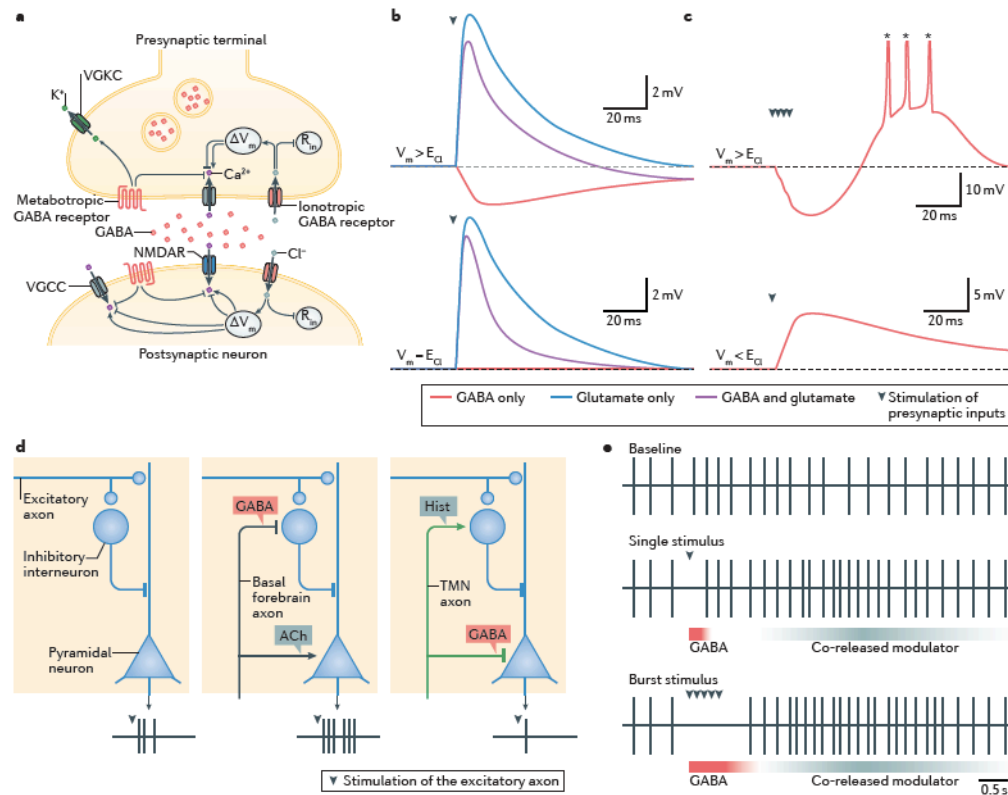 a
Presynaptic terminal
VGKC
K⁺
ΔVm
Rin
Ca²⁺
Metabotropic
GABA receptor
Ionotropic
GABA receptor
GABA
NMDAR
Cl⁻
VGCC
ΔVm
Rin
Postsynaptic neuron
b
2 mV
20 ms
Vm > ECl
2 mV
20 ms
Vm = ECl
c
* * *
Vm > ECl
10 mV
20 ms
5 mV
20 ms
Vm < ECl
GABA only
Glutamate only
GABA and glutamate
Stimulation of
presynaptic inputs
d
Excitatory
axon
Inhibitory
interneuron
Pyramidal
neuron
GABA
Basal
forebrain
axon
ACh
Hist
TMN
axon
GABA
Stimulation of the excitatory axon
e
Baseline
Single stimulus
GABA
Co-released modulator
Burst stimulus
GABA
Co-released modulator
0.5 s